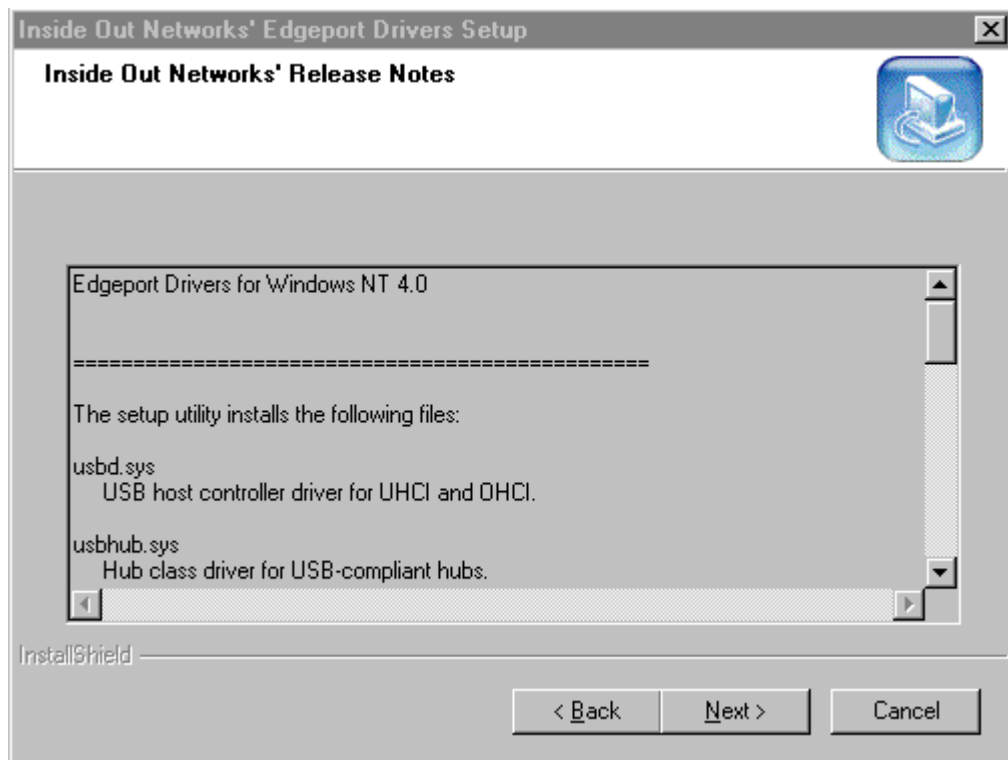 Inside Out Networks' Edgeport Drivers Setup
Inside Out Networks' Release Notes
Edgeport Drivers for Windows NT 4.0
================================================
The setup utility installs the following files:
usbd.sys
USB host controller driver for UHCI and OHCI.
usbhub.sys
Hub class driver for USB-compliant hubs.
InstallShield
< Back
Next >
Cancel